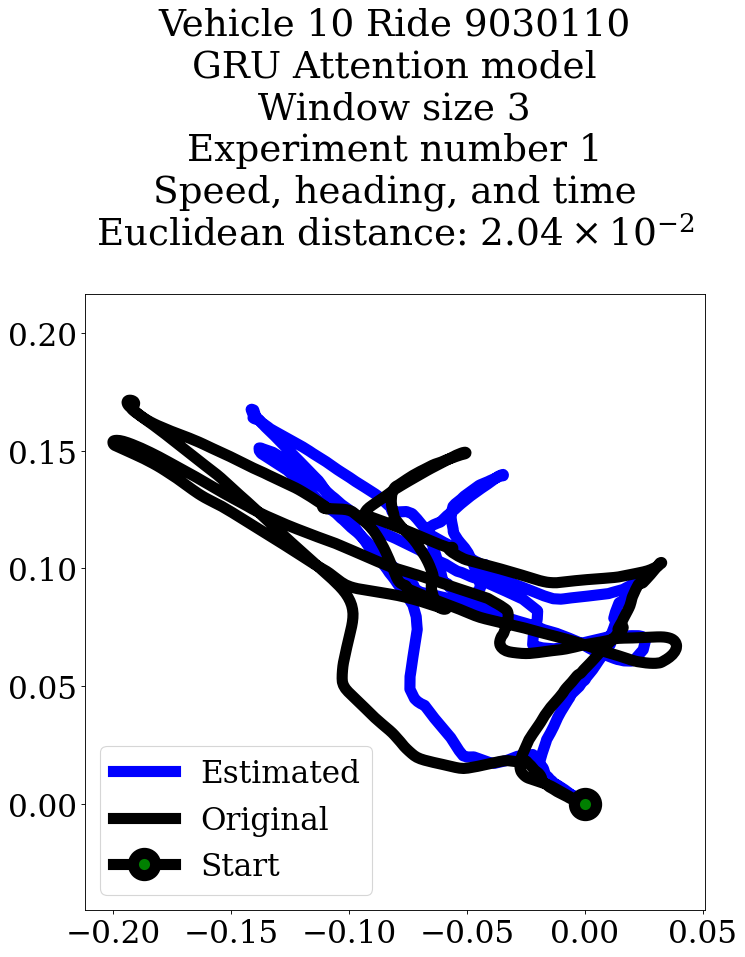 Vehicle 10 Ride 9030110
GRU Attention model
Window size 3
Experiment number 1
Speed, heading, and time
Euclidean distance: 2.04 × 10⁻²
0.20
0.15
0.10
0.05
0.00
Estimated
Original
Start
−0.20 −0.15 −0.10 −0.05 0.00 0.05